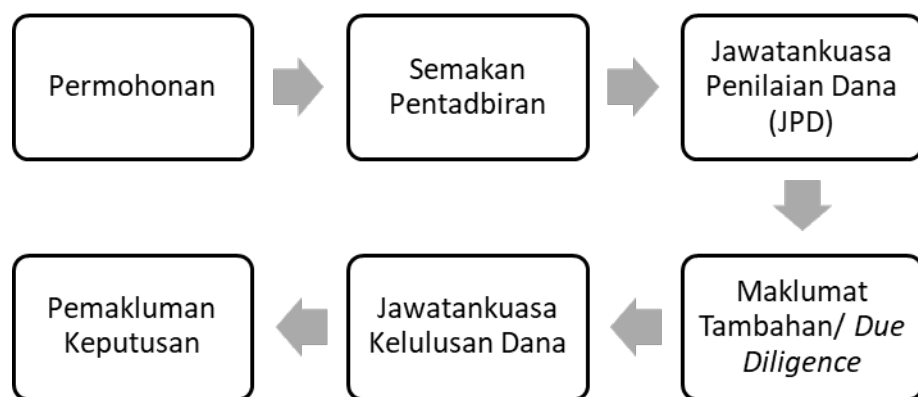 Permohonan
Semakan
Pentadbiran
Jawatankuasa
Penilaian Dana
(JPD)
Maklumat
Tambahan/ Due
Diligence
Jawatankuasa
Kelulusan Dana
Pemakluman
Keputusan